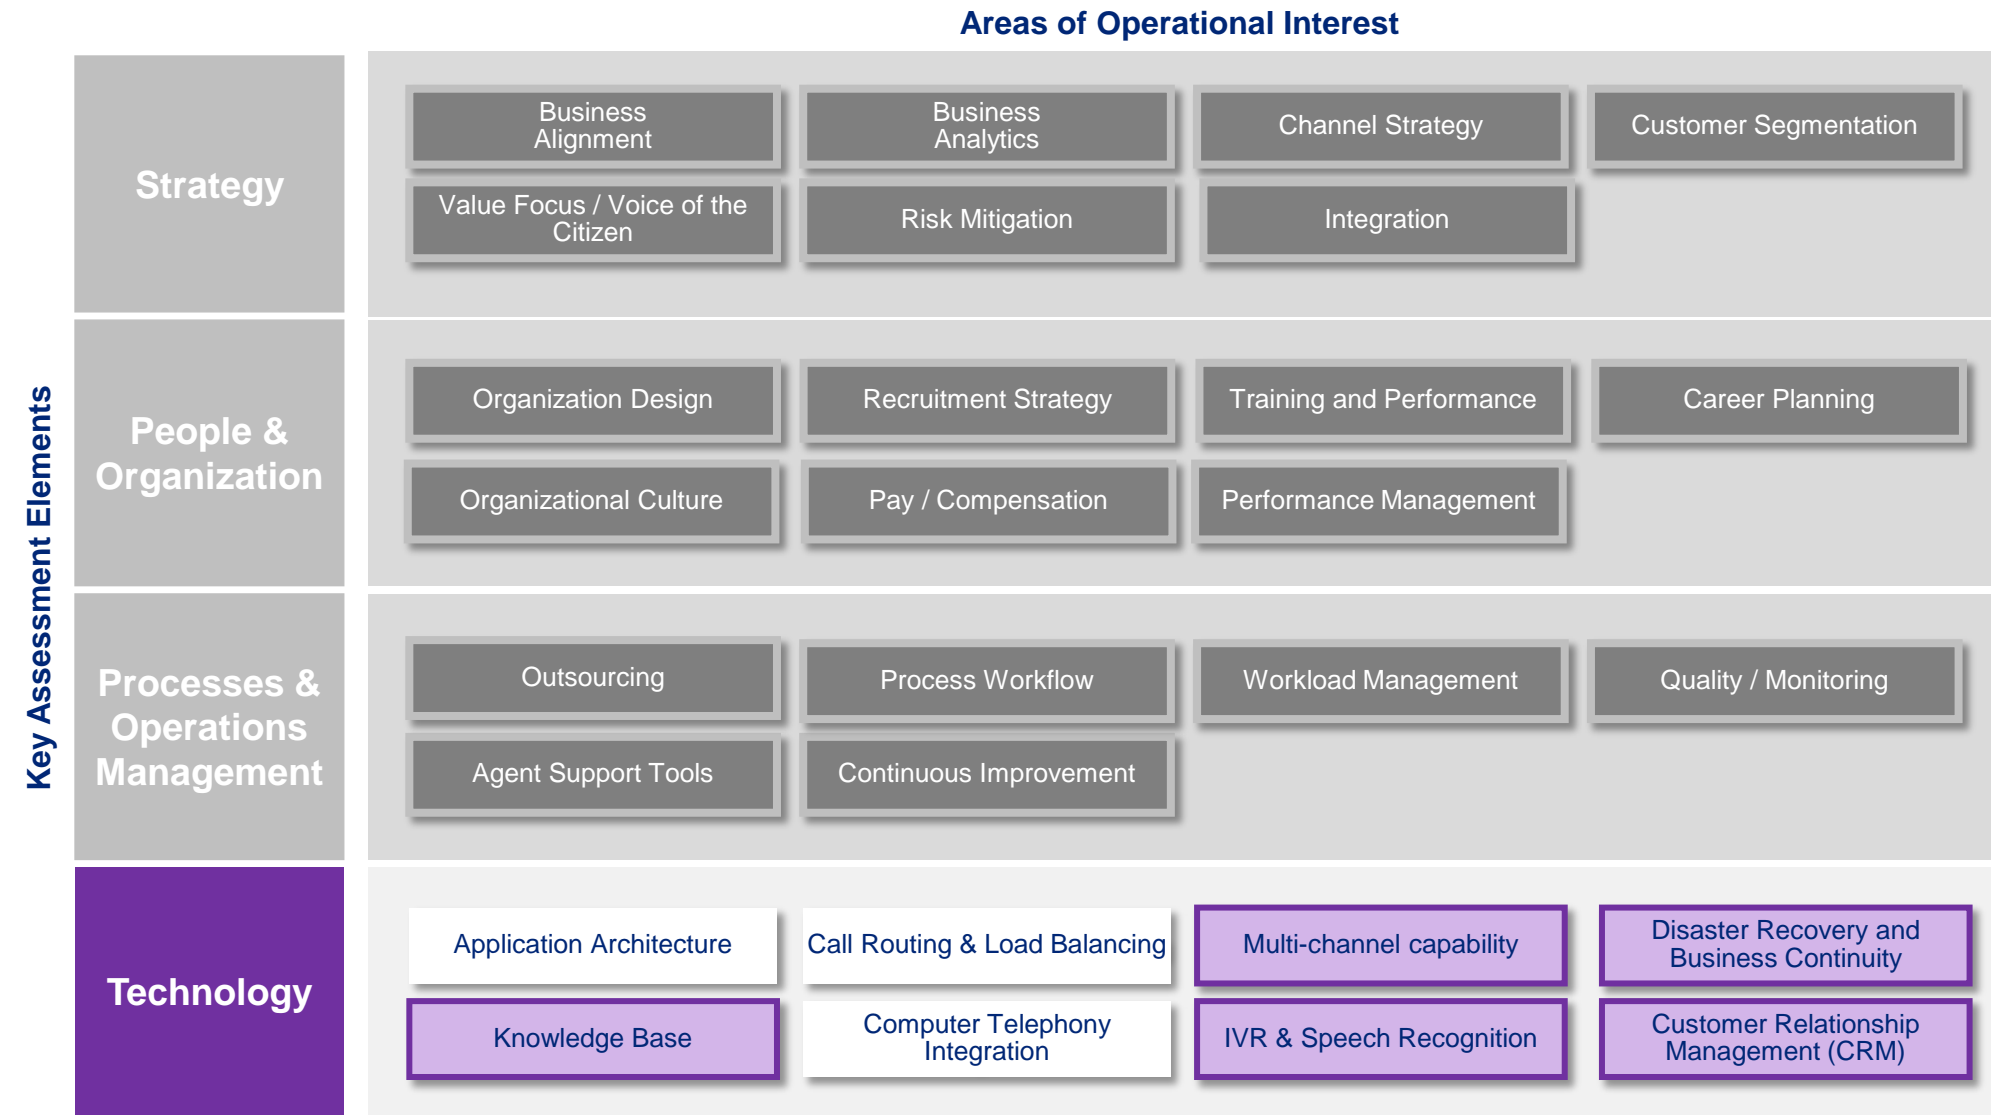 Areas of Operational Interest
Key Assessment Elements
Strategy
Business
Alignment
Business
Analytics
Channel Strategy
Customer Segmentation
Value Focus / Voice of the
Citizen
Risk Mitigation
Integration
People &
Organization
Organization Design
Recruitment Strategy
Training and Performance
Career Planning
Organizational Culture
Pay / Compensation
Performance Management
Processes &
Operations
Management
Outsourcing
Process Workflow
Workload Management
Quality / Monitoring
Agent Support Tools
Continuous Improvement
Technology
Application Architecture
Call Routing & Load Balancing
Multi-channel capability
Disaster Recovery and
Business Continuity
Knowledge Base
Computer Telephony
Integration
IVR & Speech Recognition
Customer Relationship
Management (CRM)